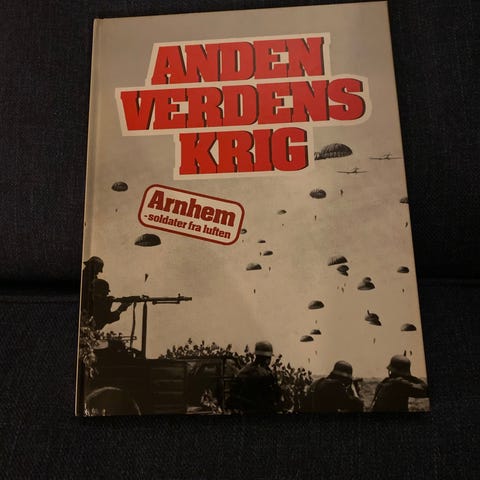 ANDEN
VERDENS
KRIG
Arnhem
-soldater fra luften